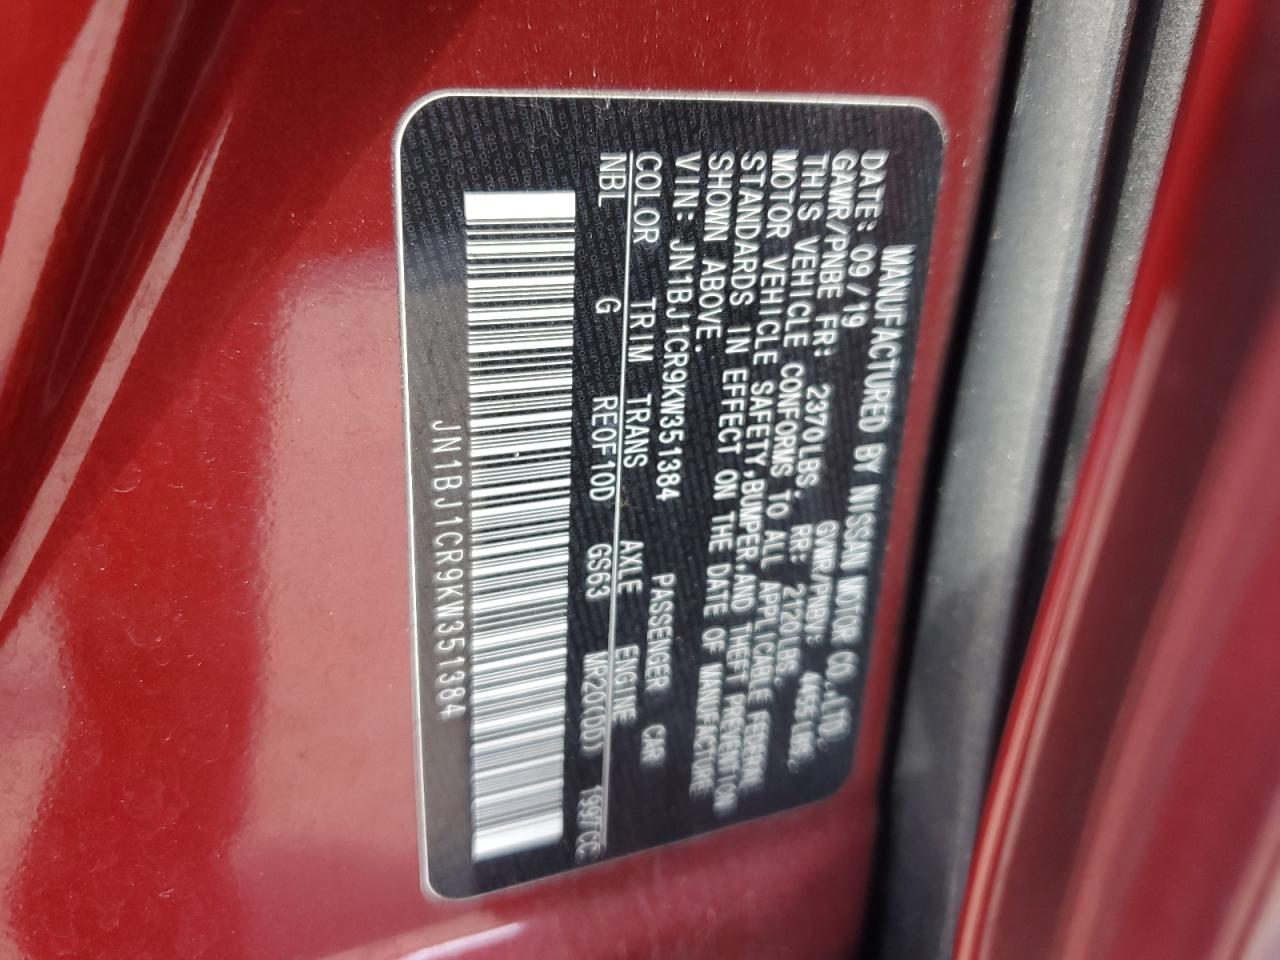 MANUFACTURED BY NISSAN MOTOR CO.,LTD.
DATE: 09/19 GVWR/PNBV: 4455LBS.
GAWR/PNBE FR: 2370LBS. RR: 2120LBS.
THIS VEHICLE CONFORMS TO ALL APPLICABLE FEDERAL
MOTOR VEHICLE SAFETY,BUMPER,AND THEFT PREVENTION
STANDARDS IN EFFECT ON THE DATE OF MANUFACTURE
SHOWN ABOVE.
VIN: JN1BJ1CR9KW351384 PASSENGER CAR
COLOR TRIM TRANS AXLE ENGINE
NBL G RE0F10D GS63 MR20(DD) 1997CC
JN1BJ1CR9KW351384